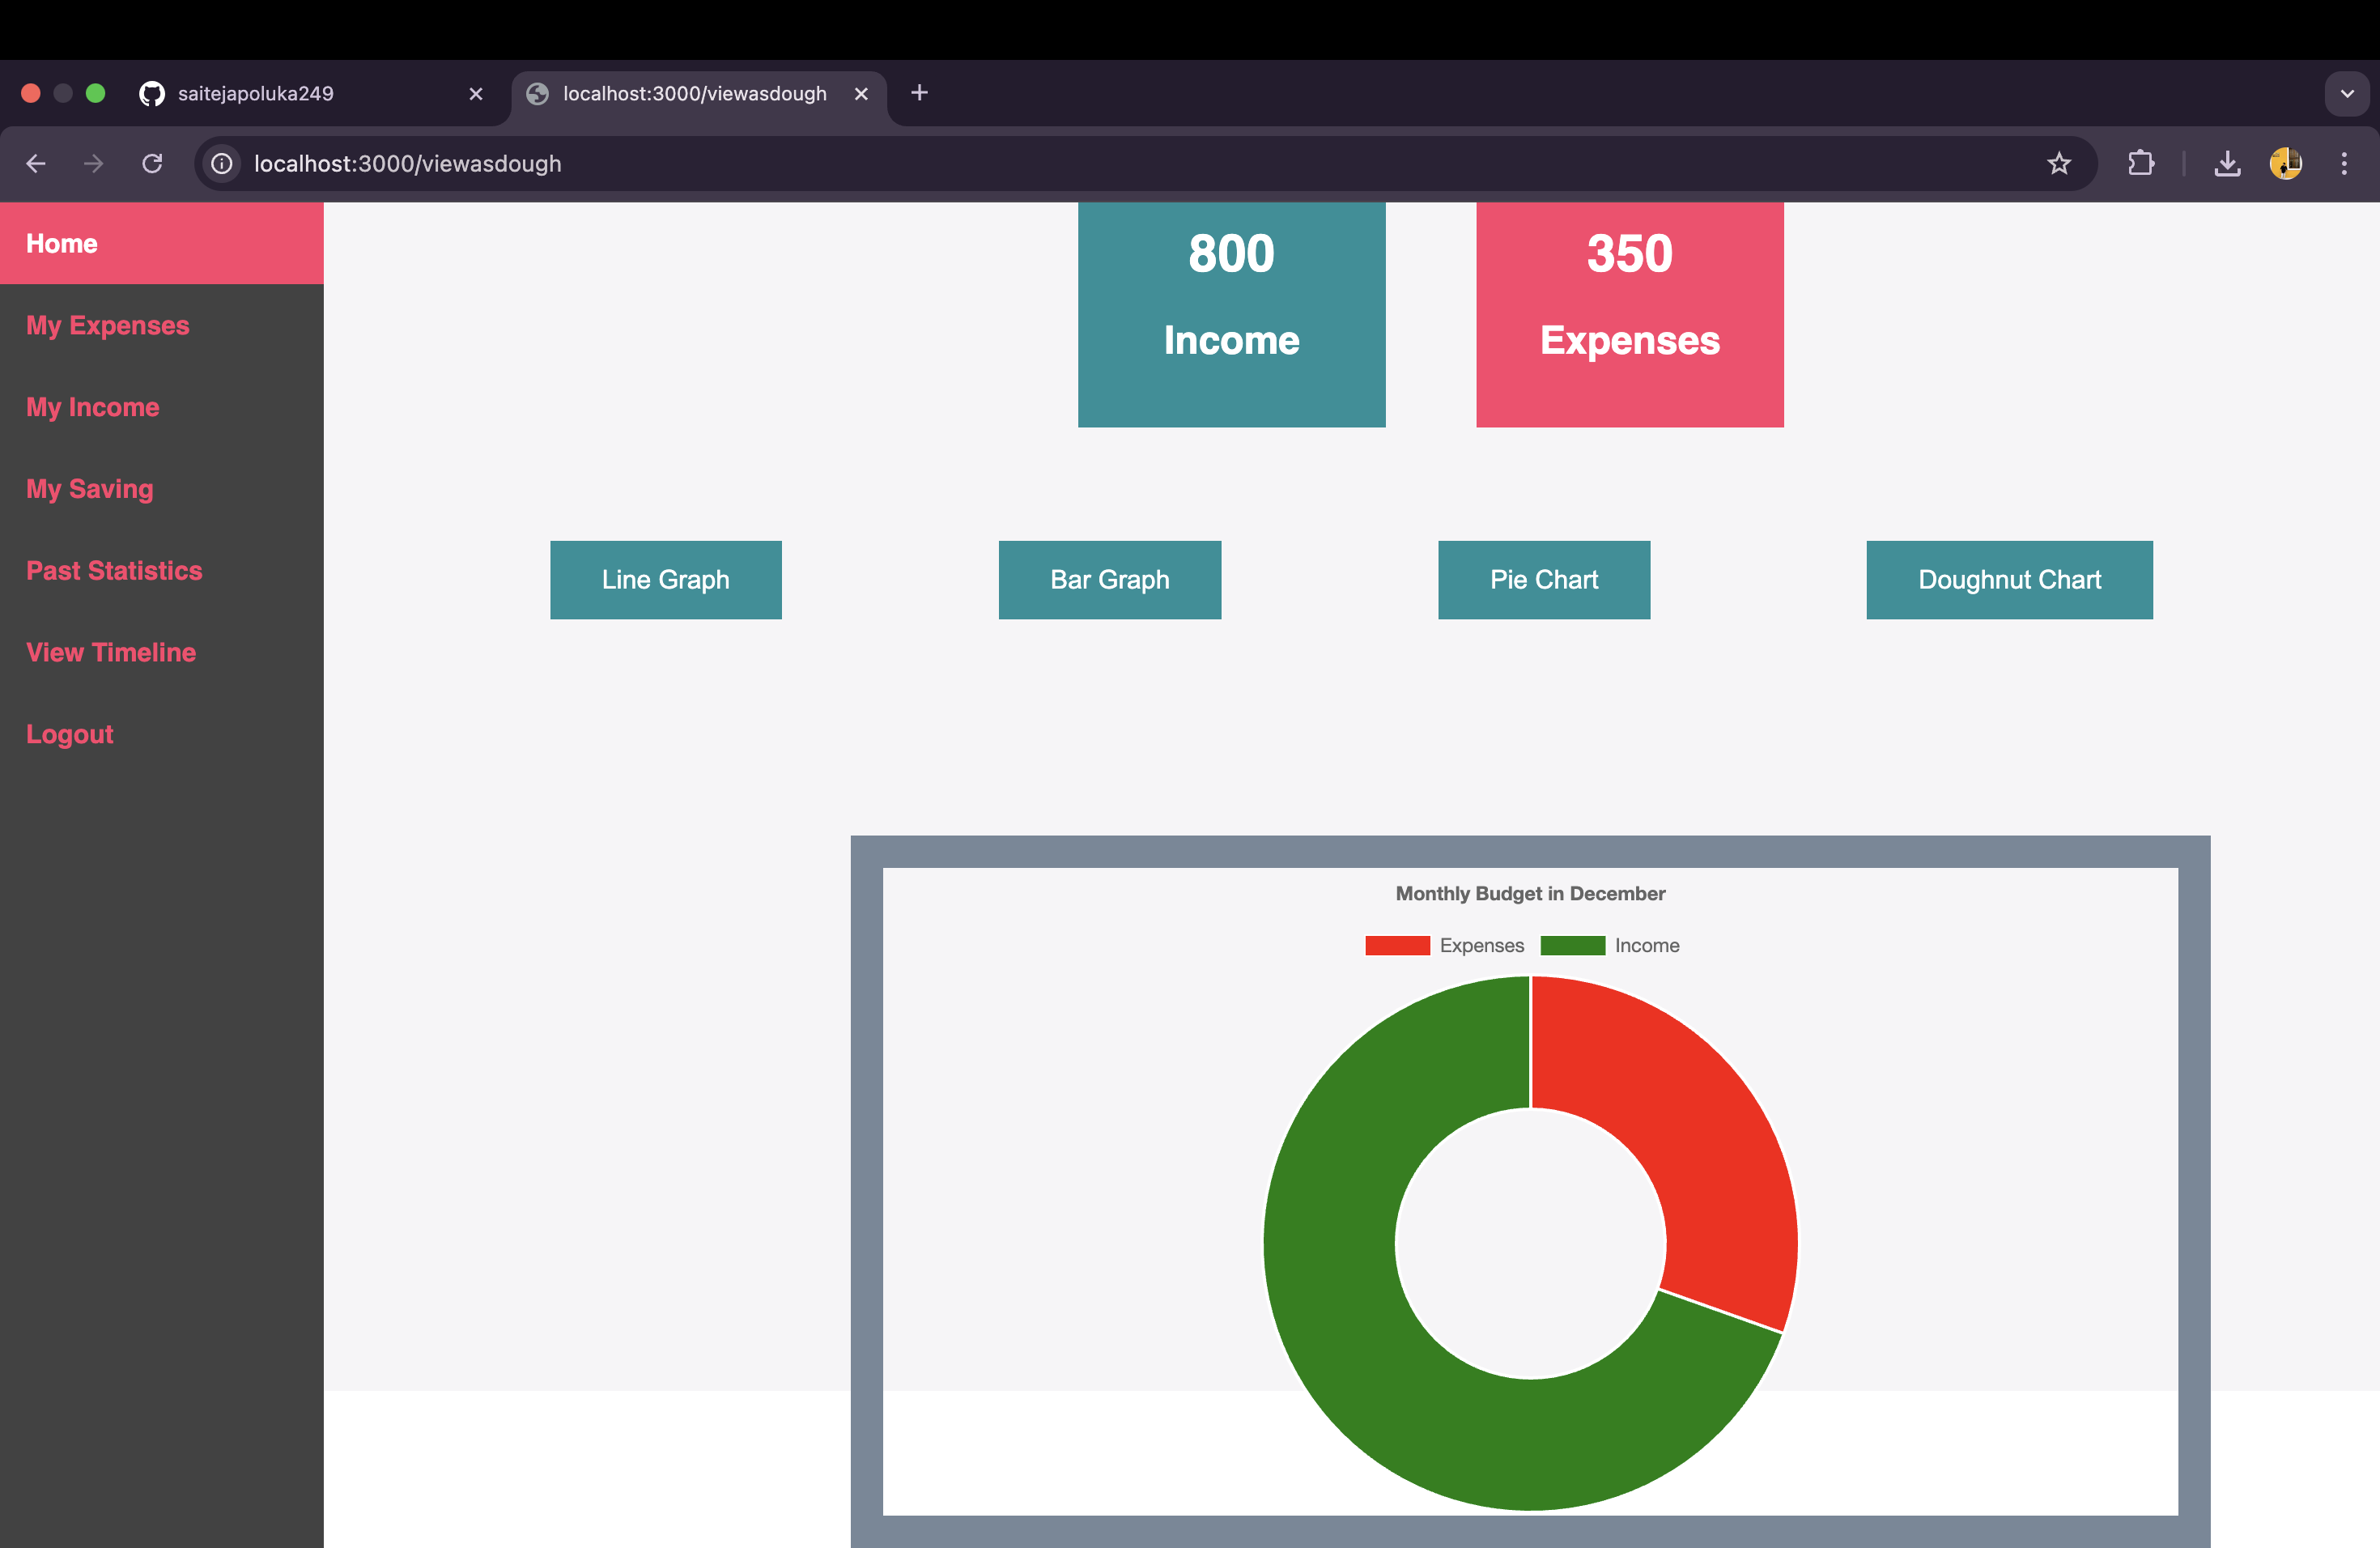 saitejapoluka249
localhost:3000/viewasdough
localhost:3000/viewasdough
Home
My Expenses
My Income
My Saving
Past Statistics
View Timeline
Logout
800
Income
350
Expenses
Line Graph
Bar Graph
Pie Chart
Doughnut Chart
Monthly Budget in December
Expenses
Income